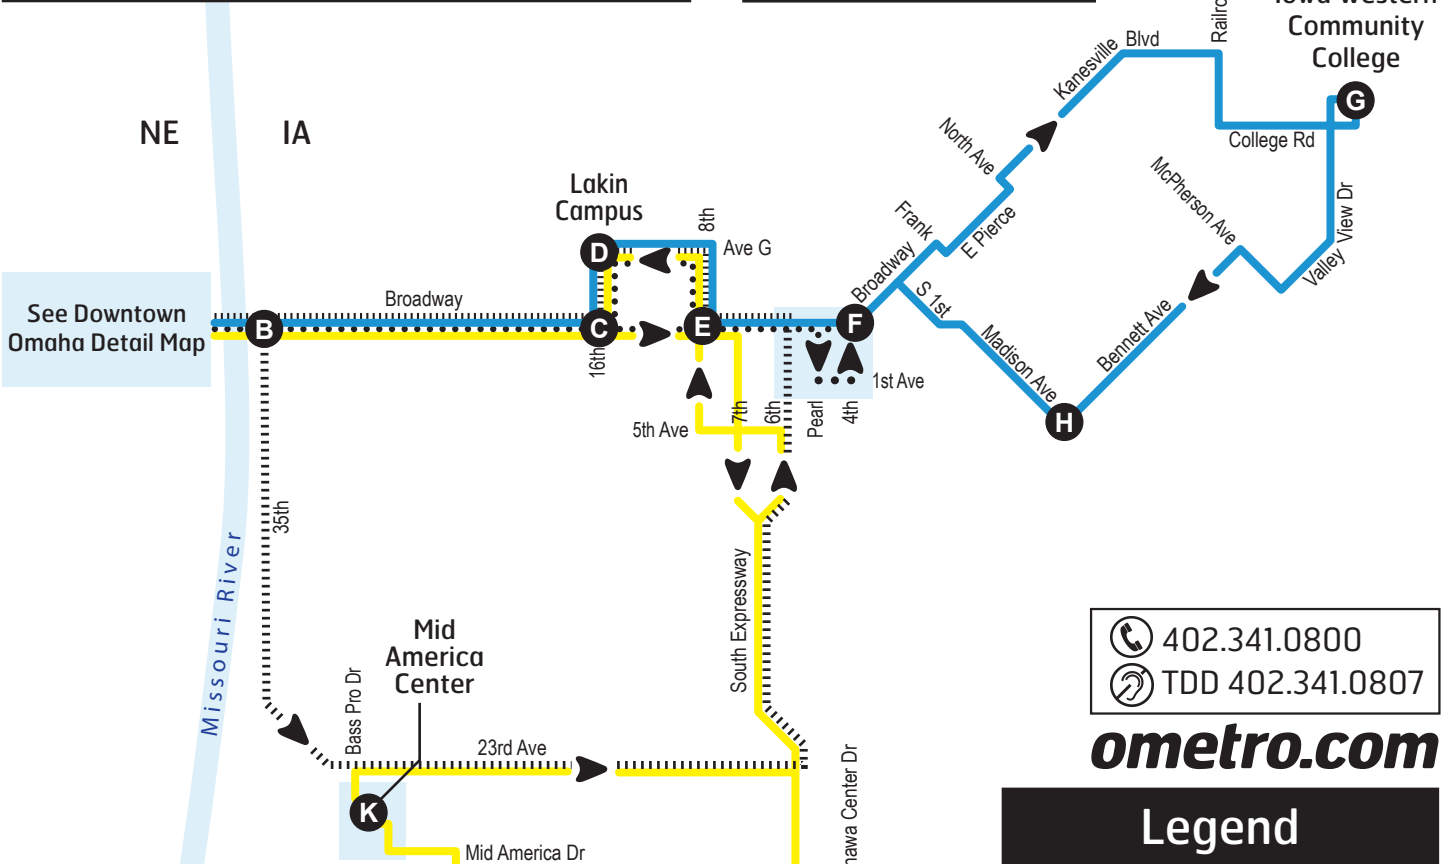 Community
College
G
Blvd
Kanesville
College Rd
NE
IA
North Ave
McPherson Ave
Lakin
Campus
D
8th
Ave G
Frank
E Pierce
Valley View Dr
Broadway
See Downtown
Omaha Detail Map
B
Broadway
C
16th
E
F
S 1st
Madison Ave
Bennett Ave
H
1st Ave
5th Ave
7th
6th
Pearl
4th
35th
Missouri River
South Expressway
Mid
America
Center
Bass Pro Dr
23rd Ave
K
Mid America Dr
Center Dr
402.341.0800
TDD 402.341.0807
ometro.com
Legend